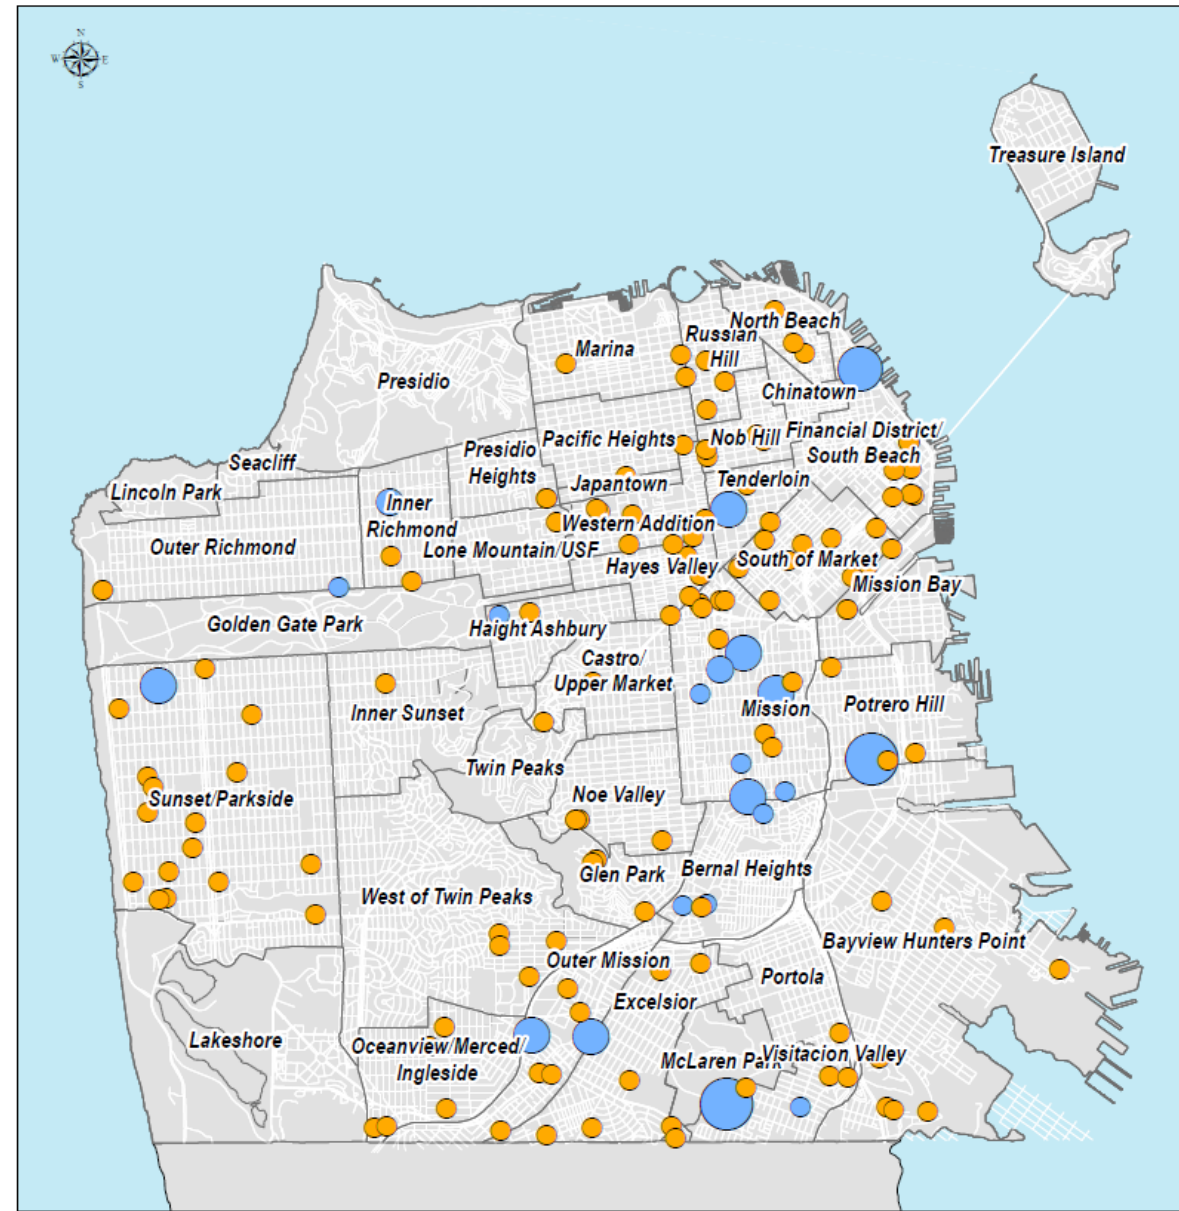 N
W E
S
Treasure Island
North Beach
Russian
Hill
Marina
Presidio
Chinatown
Financial District/
South Beach
Nob Hill
Pacific Heights
Presidio
Heights
Seacliff
Lincoln Park
Japantown
Tenderloin
Inner
Richmond
Outer Richmond
Lone Mountain/USF
Western Addition
Hayes Valley
South of Market
Mission Bay
Golden Gate Park
Haight Ashbury
Castro/
Upper Market
Inner Sunset
Mission
Potrero Hill
Twin Peaks
Noe Valley
Sunset/Parkside
Glen Park
Bernal Heights
West of Twin Peaks
Bayview Hunters Point
Outer Mission
Portola
Excelsior
Lakeshore
Oceanview/Merced/
Ingleside
McLaren Park
Visitacion Valley